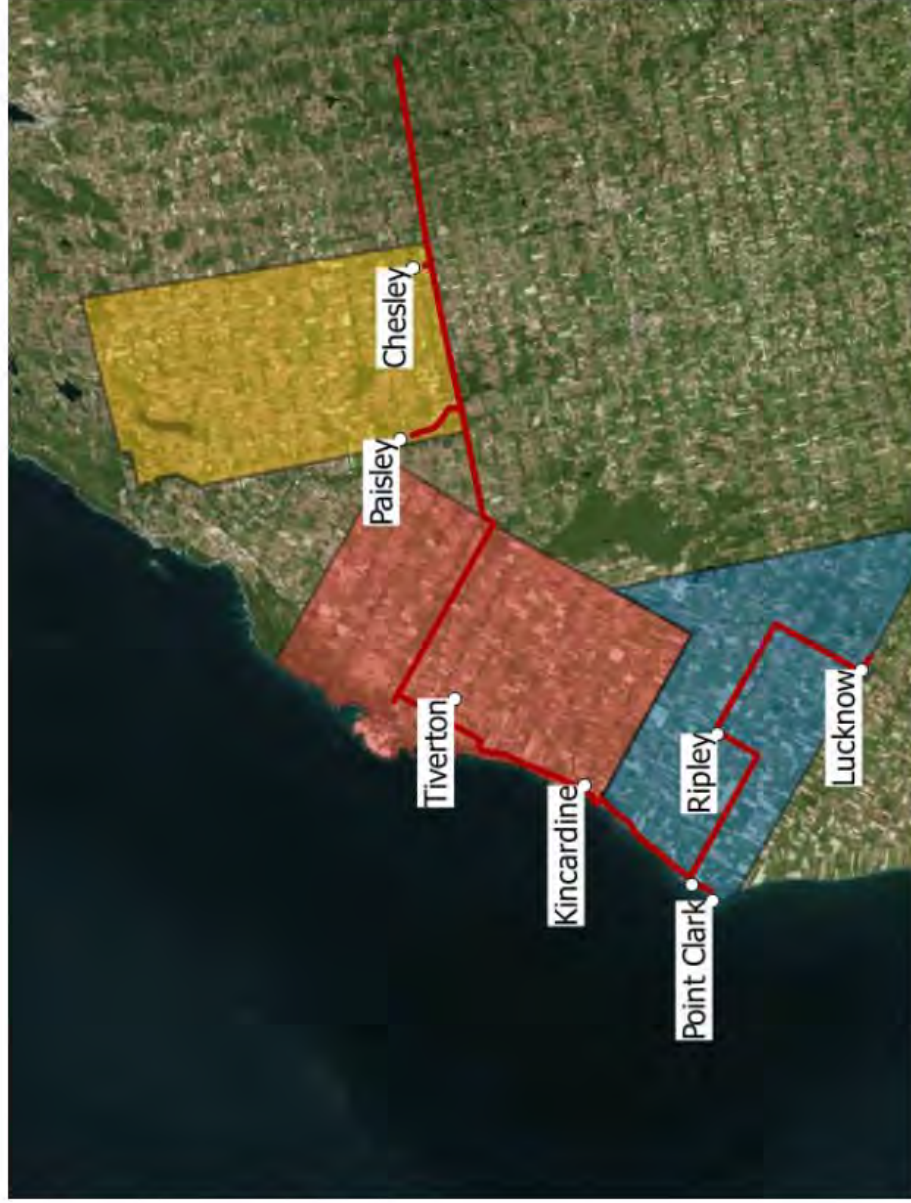 Chesley
Paisley
Tiverton
Kincardine
Ripley
Lucknow
Point Clark